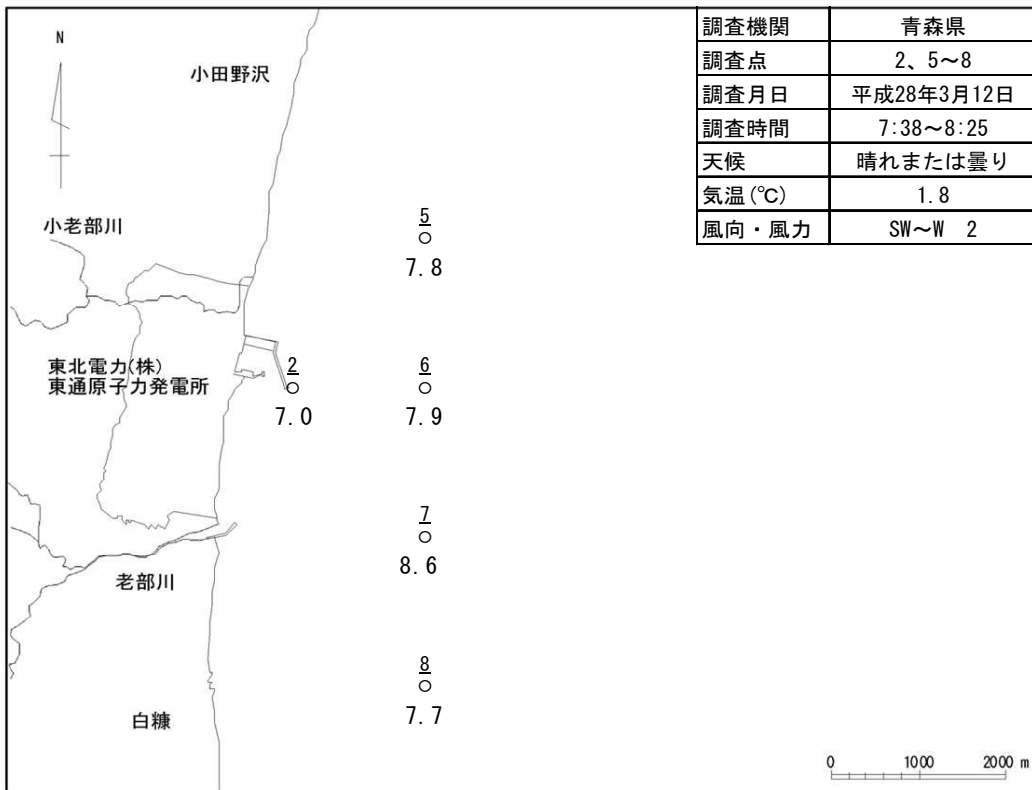 調査機関 青森県
調査点 2、5～8
調査月日 平成28年3月12日
調査時間 7:38～8:25
天候 晴れまたは曇り
気温(℃) 1.8
風向・風力 SW～W 2
N
小田野沢
小老部川
5
7.8
東北電力(株)
東通原子力発電所
2
7.0
6
7.9
7
8.6
老部川
8
7.7
白糠
0 1000 2000 m